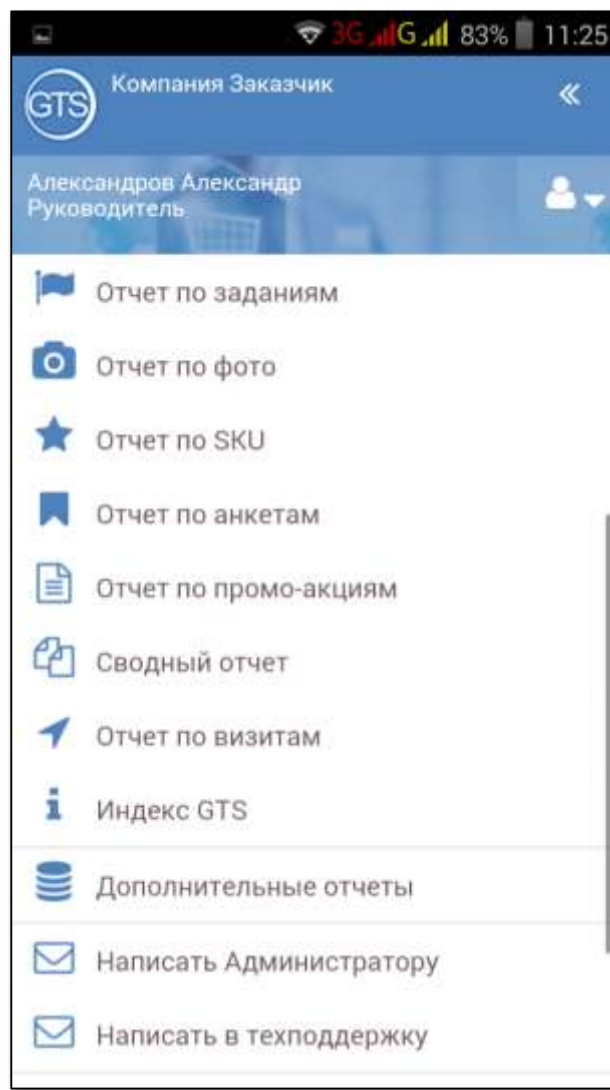 3G G 83% 11:25
GTS
Компания Заказчик
Александров Александр
Руководитель
Отчет по заданиям
Отчет по фото
Отчет по SKU
Отчет по анкетам
Отчет по промо-акциям
Сводный отчет
Отчет по визитам
Индекс GTS
Дополнительные отчеты
Написать Администратору
Написать в техподдержку